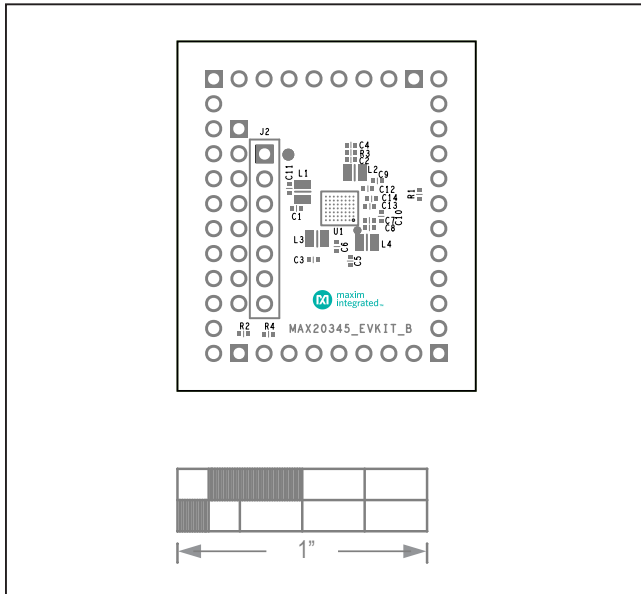 J2
C4
R3
C2
L2
C9
C11
L1
C12
R1
C14
C13
C1
C10
C7
C8
U1
L3
C6
L4
C3
C5
maxim
integrated™
R2
R4
MAX20345_EVKIT_B
1"